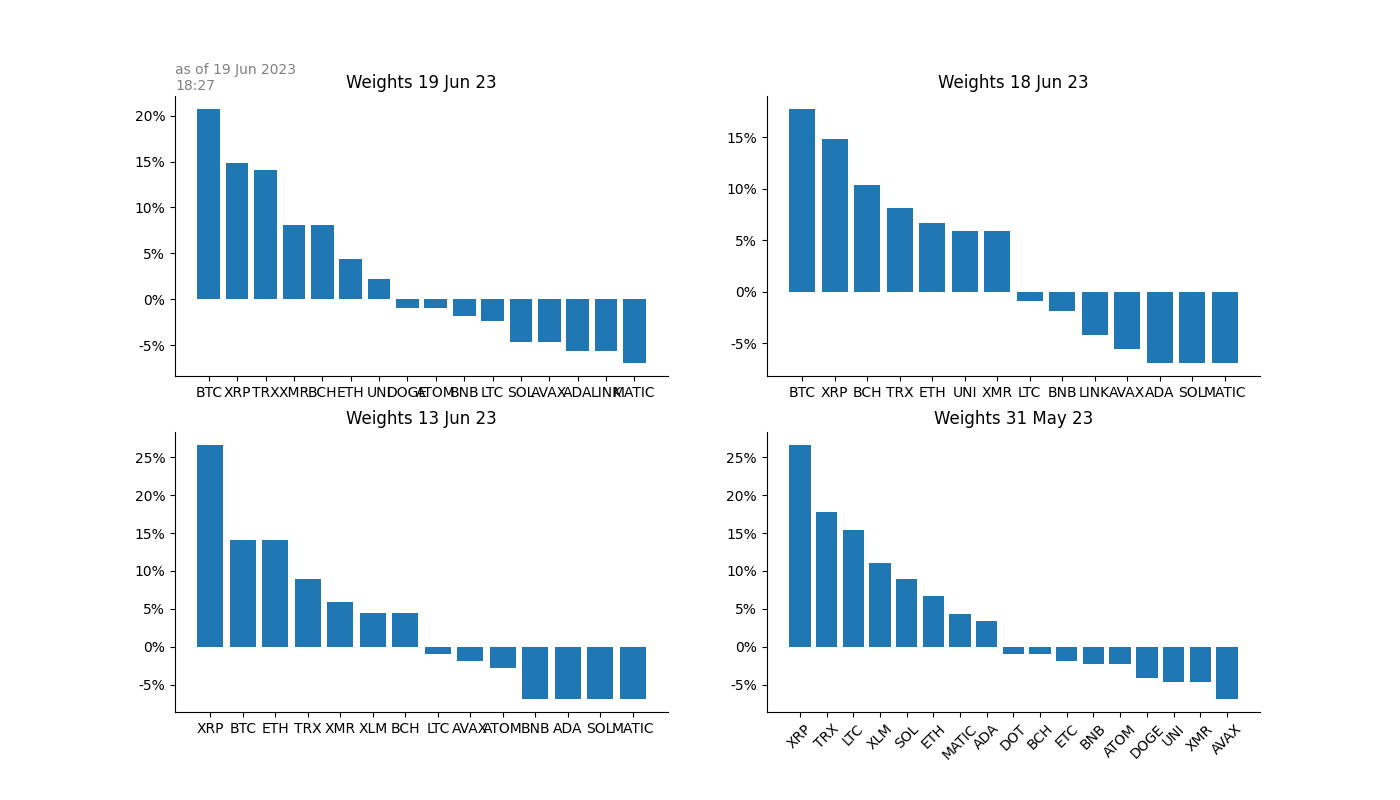 as of 19 Jun 2023
18:27
Weights 19 Jun 23
20%
15%
10%
5%
0%
-5%
BTC XRP TRX XMR BCH ETH UNI DOGE ATOM BNB LTC SOL AVAX ADA LINK MATIC
Weights 18 Jun 23
15%
10%
5%
0%
-5%
BTC XRP BCH TRX ETH UNI XMR LTC BNB LINK AVAX ADA SOL MATIC
Weights 13 Jun 23
25%
20%
15%
10%
5%
0%
-5%
XRP BTC ETH TRX XMR XLM BCH LTC AVAX ATOM BNB ADA SOL MATIC
Weights 31 May 23
25%
20%
15%
10%
5%
0%
-5%
XRP TRX LTC XLM SOL ETH MATIC ADA DOT BCH ETC BNB ATOM DOGE UNI XMR AVAX